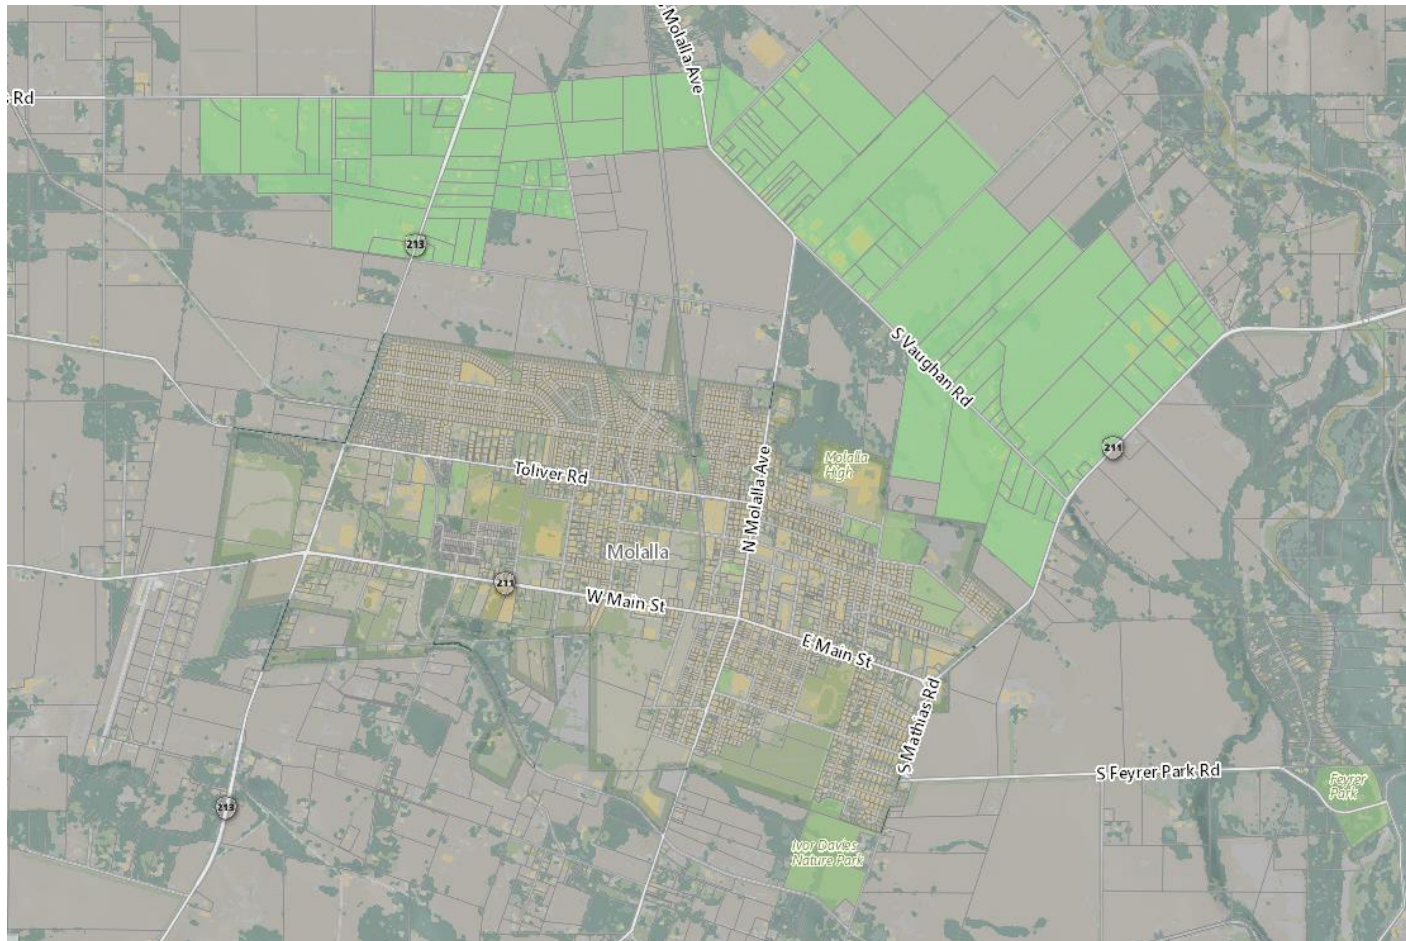 Molalla Ave
s Rd
213
S Vaughan Rd
211
Molalla
High
Toliver Rd
N Molalla Ave
Molalla
211
W Main St
E Main St
S Mathias Rd
S Feyrer Park Rd
Feyrer
Park
213
Ivor Davies
Nature Park